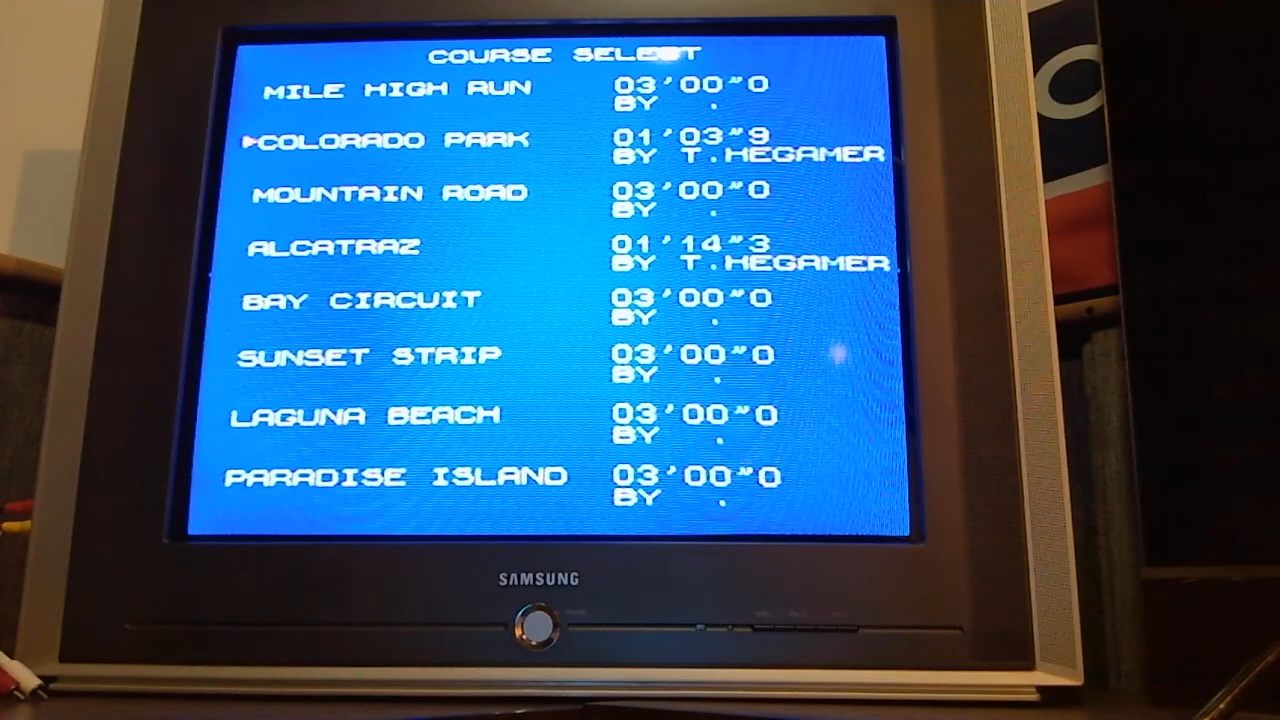 COURSE SELECT
MILE HIGH RUN 03'00"0
BY .
▶COLORADO PARK 01'03"9
BY T.HEGAMER
MOUNTAIN ROAD 03'00"0
BY .
ALCATRAZ 01'14"3
BY T.HEGAMER
BAY CIRCUIT 03'00"0
BY .
SUNSET STRIP 03'00"0
BY .
LAGUNA BEACH 03'00"0
BY .
PARADISE ISLAND 03'00"0
BY .
SAMSUNG